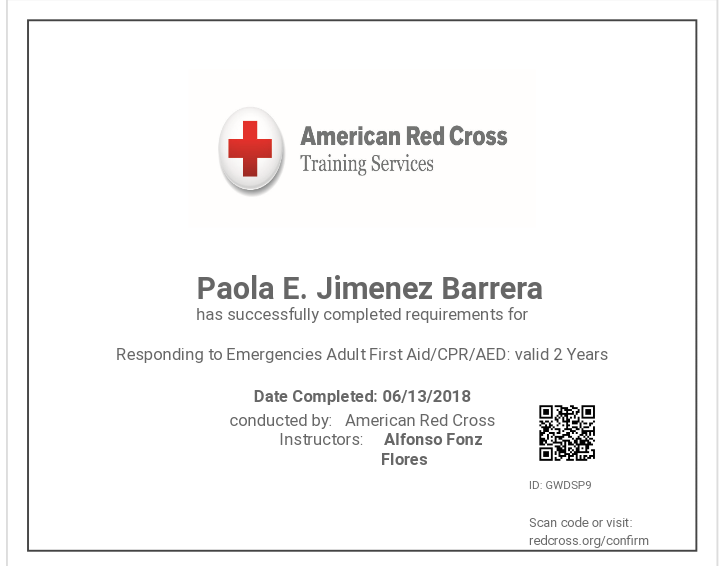 American Red Cross
Training Services
Paola E. Jimenez Barrera
has successfully completed requirements for
Responding to Emergencies Adult First Aid/CPR/AED: valid 2 Years
Date Completed: 06/13/2018
conducted by: American Red Cross
Instructors: Alfonso Fonz
Flores
ID: GWDSP9
Scan code or visit:
redcross.org/confirm